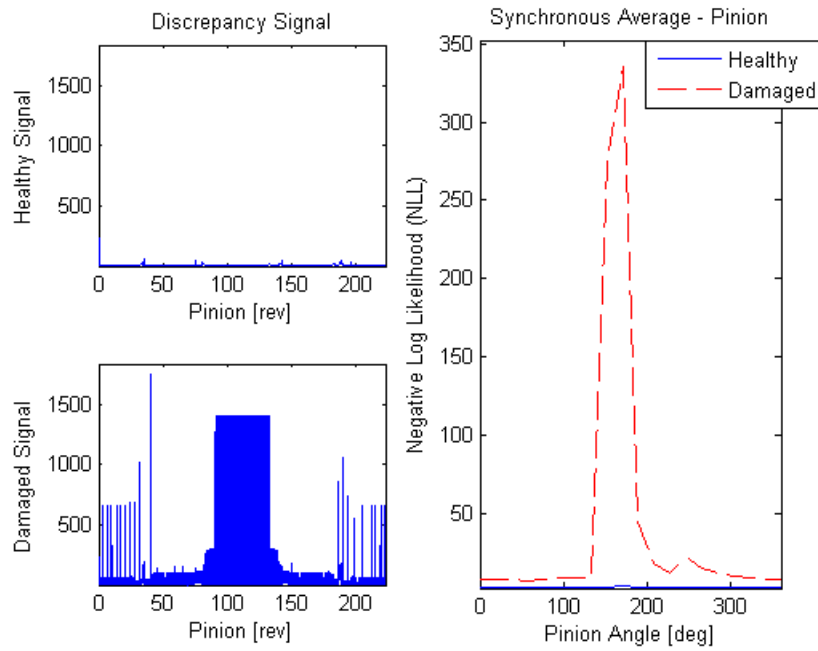 Discrepancy Signal
Healthy Signal
1500
1000
500
0 50 100 150 200
Pinion [rev]
Damaged Signal
1500
1000
500
0 50 100 150 200
Pinion [rev]
Synchronous Average - Pinion
Healthy
Damaged
Negative Log Likelihood (NLL)
350
300
250
200
150
100
50
0 100 200 300
Pinion Angle [deg]